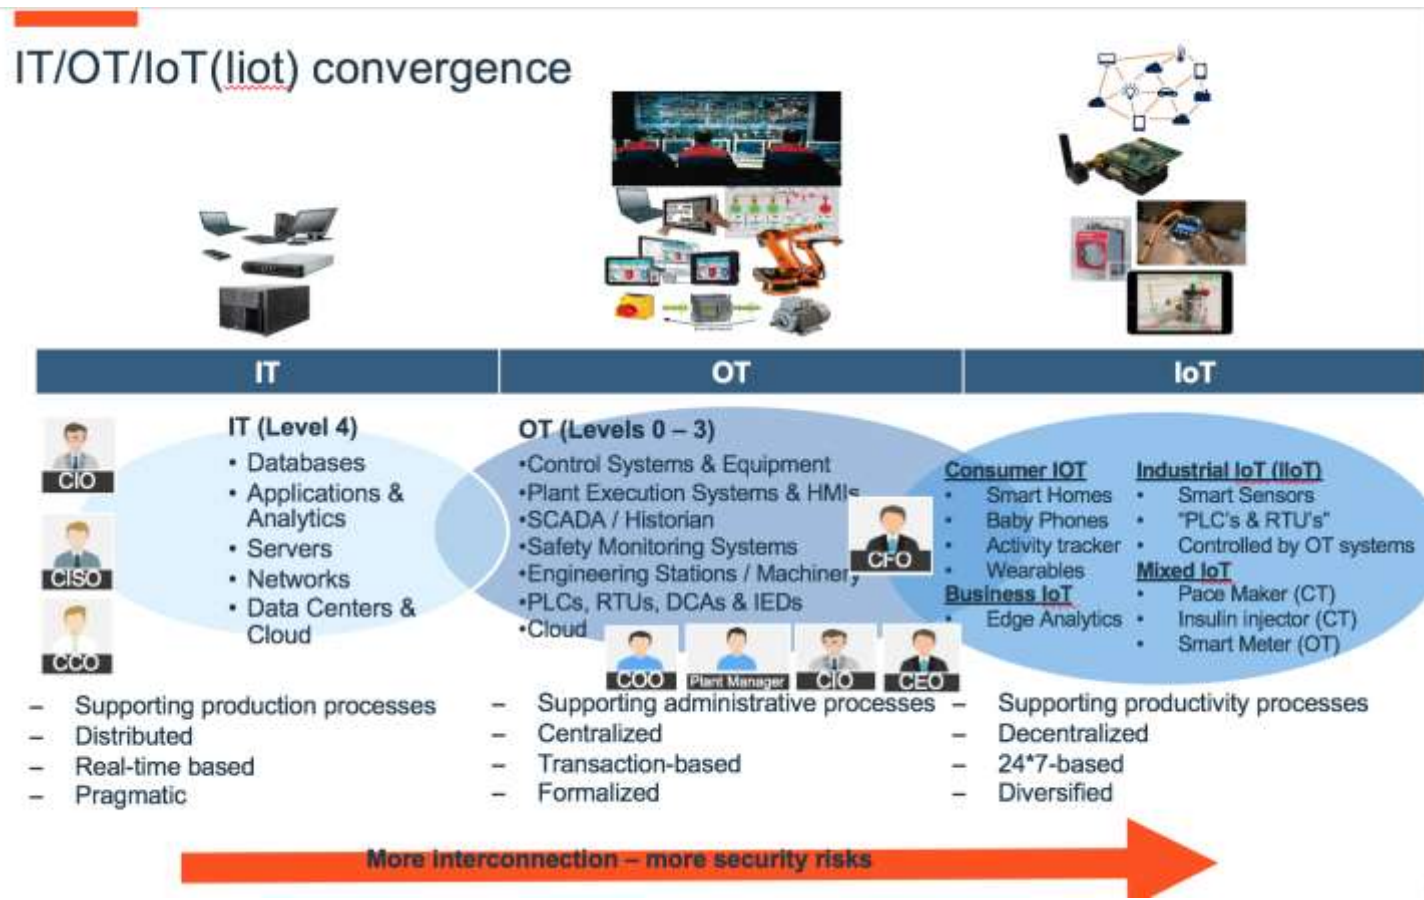 IT/OT/IoT(Iiot) convergence
IT
OT
IoT
CIO
CISO
CCO
IT (Level 4)
• Databases
• Applications &
Analytics
• Servers
• Networks
• Data Centers &
Cloud
OT (Levels 0 – 3)
•Control Systems & Equipment
•Plant Execution Systems & HMIs
•SCADA / Historian
•Safety Monitoring Systems
•Engineering Stations / Machinery
•PLCs, RTUs, DCAs & IEDs
•Cloud
CFO
COO
Plant Manager
CIO
CEO
Consumer IOT
• Smart Homes
• Baby Phones
• Activity tracker
• Wearables
Business IoT
• Edge Analytics
Industrial IoT (IIoT)
• Smart Sensors
• "PLC's & RTU's"
• Controlled by OT systems
Mixed IoT
• Pace Maker (CT)
• Insulin injector (CT)
• Smart Meter (OT)
– Supporting production processes
– Distributed
– Real-time based
– Pragmatic
– Supporting administrative processes
– Centralized
– Transaction-based
– Formalized
– Supporting productivity processes
– Decentralized
– 24*7-based
– Diversified
More interconnection – more security risks